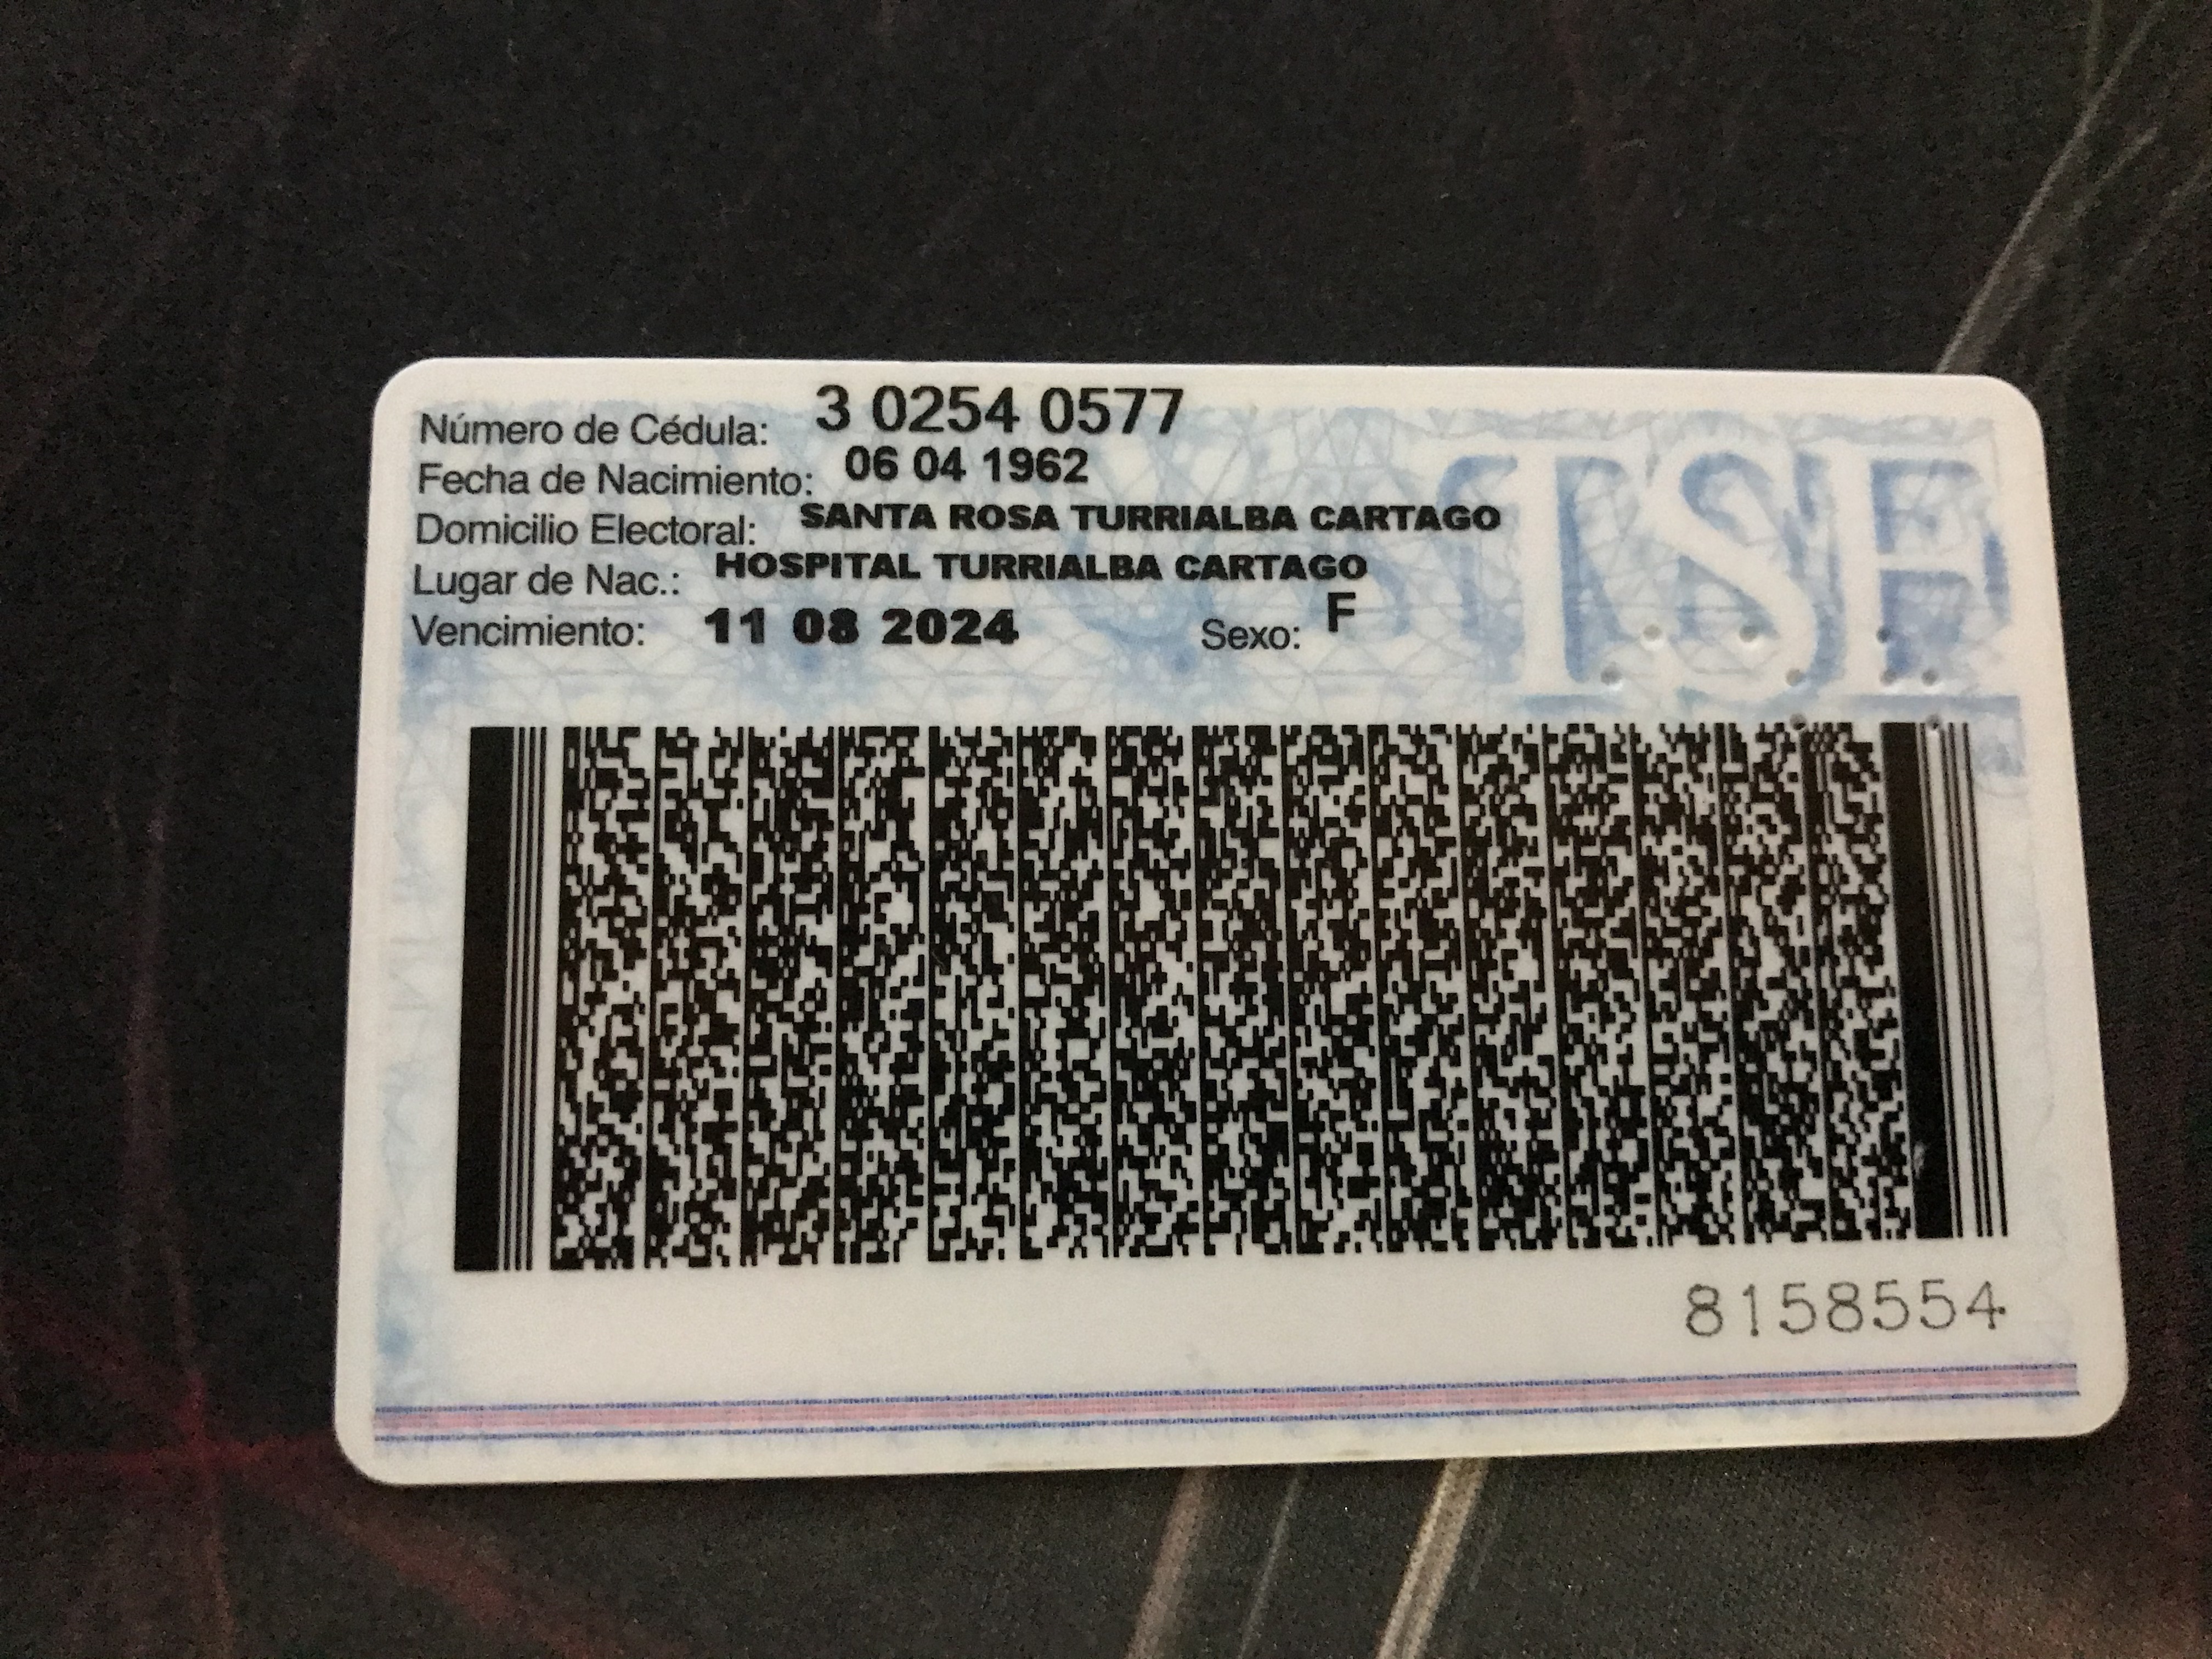 Número de Cédula: 3 0254 0577
Fecha de Nacimiento: 06 04 1962
Domicilio Electoral: SANTA ROSA TURRIALBA CARTAGO
Lugar de Nac.: HOSPITAL TURRIALBA CARTAGO
Vencimiento: 11 08 2024 Sexo: F
TSE
81585554